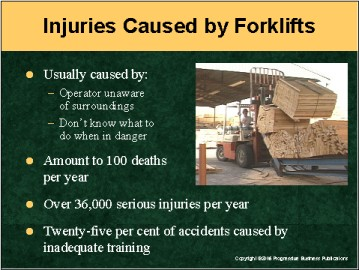 Injuries Caused by Forklifts
Usually caused by:
– Operator unaware
of surroundings
– Don't know what to
do when in danger
Amount to 100 deaths
per year
Over 36,000 serious injuries per year
Twenty-five per cent of accidents caused by
inadequate training
Progressive Business Publications